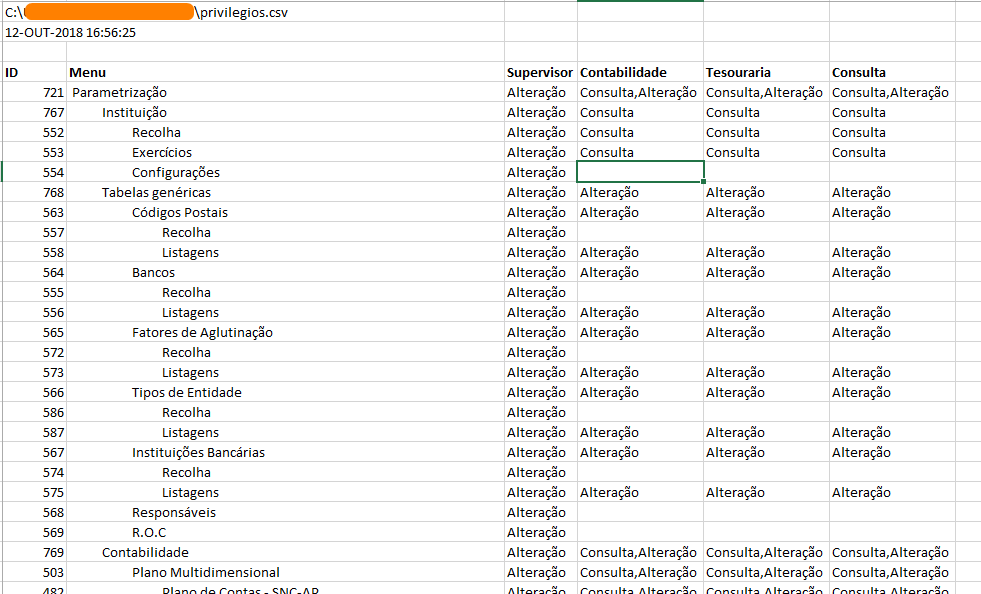 C:\ \privilegios.csv
12-OUT-2018 16:56:25
ID Menu Supervisor Contabilidade Tesouraria Consulta
721 Parametrização Alteração Consulta,Alteração Consulta,Alteração Consulta,Alteração
767 Instituição Alteração Consulta Consulta Consulta
552 Recolha Alteração Consulta Consulta Consulta
553 Exercícios Alteração Consulta Consulta Consulta
554 Configurações Alteração
768 Tabelas genéricas Alteração Alteração Alteração Alteração
563 Códigos Postais Alteração Alteração Alteração Alteração
557 Recolha Alteração
558 Listagens Alteração Alteração Alteração Alteração
564 Bancos Alteração Alteração Alteração Alteração
555 Recolha Alteração
556 Listagens Alteração Alteração Alteração Alteração
565 Fatores de Aglutinação Alteração Alteração Alteração Alteração
572 Recolha Alteração
573 Listagens Alteração Alteração Alteração Alteração
566 Tipos de Entidade Alteração Alteração Alteração Alteração
586 Recolha Alteração
587 Listagens Alteração Alteração Alteração Alteração
567 Instituições Bancárias Alteração Alteração Alteração Alteração
574 Recolha Alteração
575 Listagens Alteração Alteração Alteração Alteração
568 Responsáveis Alteração
569 R.O.C Alteração
769 Contabilidade Alteração Consulta,Alteração Consulta,Alteração Consulta,Alteração
503 Plano Multidimensional Alteração Consulta,Alteração Consulta,Alteração Consulta,Alteração
482 Plano de Contas - SNC-AP Alteração Consulta,Alteração Consulta,Alteração Consulta,Alteração